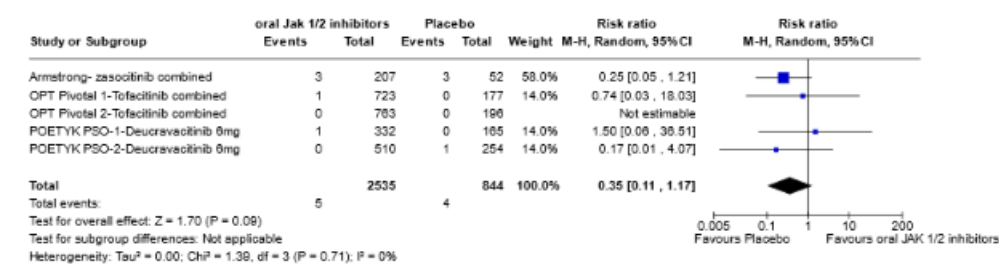 oral Jak 1/2 inhibitors Placebo Risk ratio Risk ratio
Study or Subgroup Events Total Events Total Weight M-H, Random, 95% CI M-H, Random, 95% CI
Armstrong- zasocitinib combined 3 207 3 52 58.0% 0.25 [0.05 , 1.21]
OPT Pivotal 1-Tofacitinib combined 1 723 0 177 14.0% 0.74 [0.03 , 18.03]
OPT Pivotal 2-Tofacitinib combined 0 763 0 196 Not estimable
POETYK PSO-1-Deucravacitinib 6mg 1 332 0 165 14.0% 1.50 [0.06 , 36.51]
POETYK PSO-2-Deucravacitinib 6mg 0 510 1 254 14.0% 0.17 [0.01 , 4.07]
Total 2535 844 100.0% 0.35 [0.11 , 1.17]
Total events: 5 4
Test for overall effect: Z = 1.70 (P = 0.09)
0.005 0.1 1 10 200
Test for subgroup differences: Not applicable
Favours Placebo Favours oral JAK 1/2 inhibitors
Heterogeneity: Tau² = 0.00; Chi² = 1.39, df = 3 (P = 0.71); I² = 0%